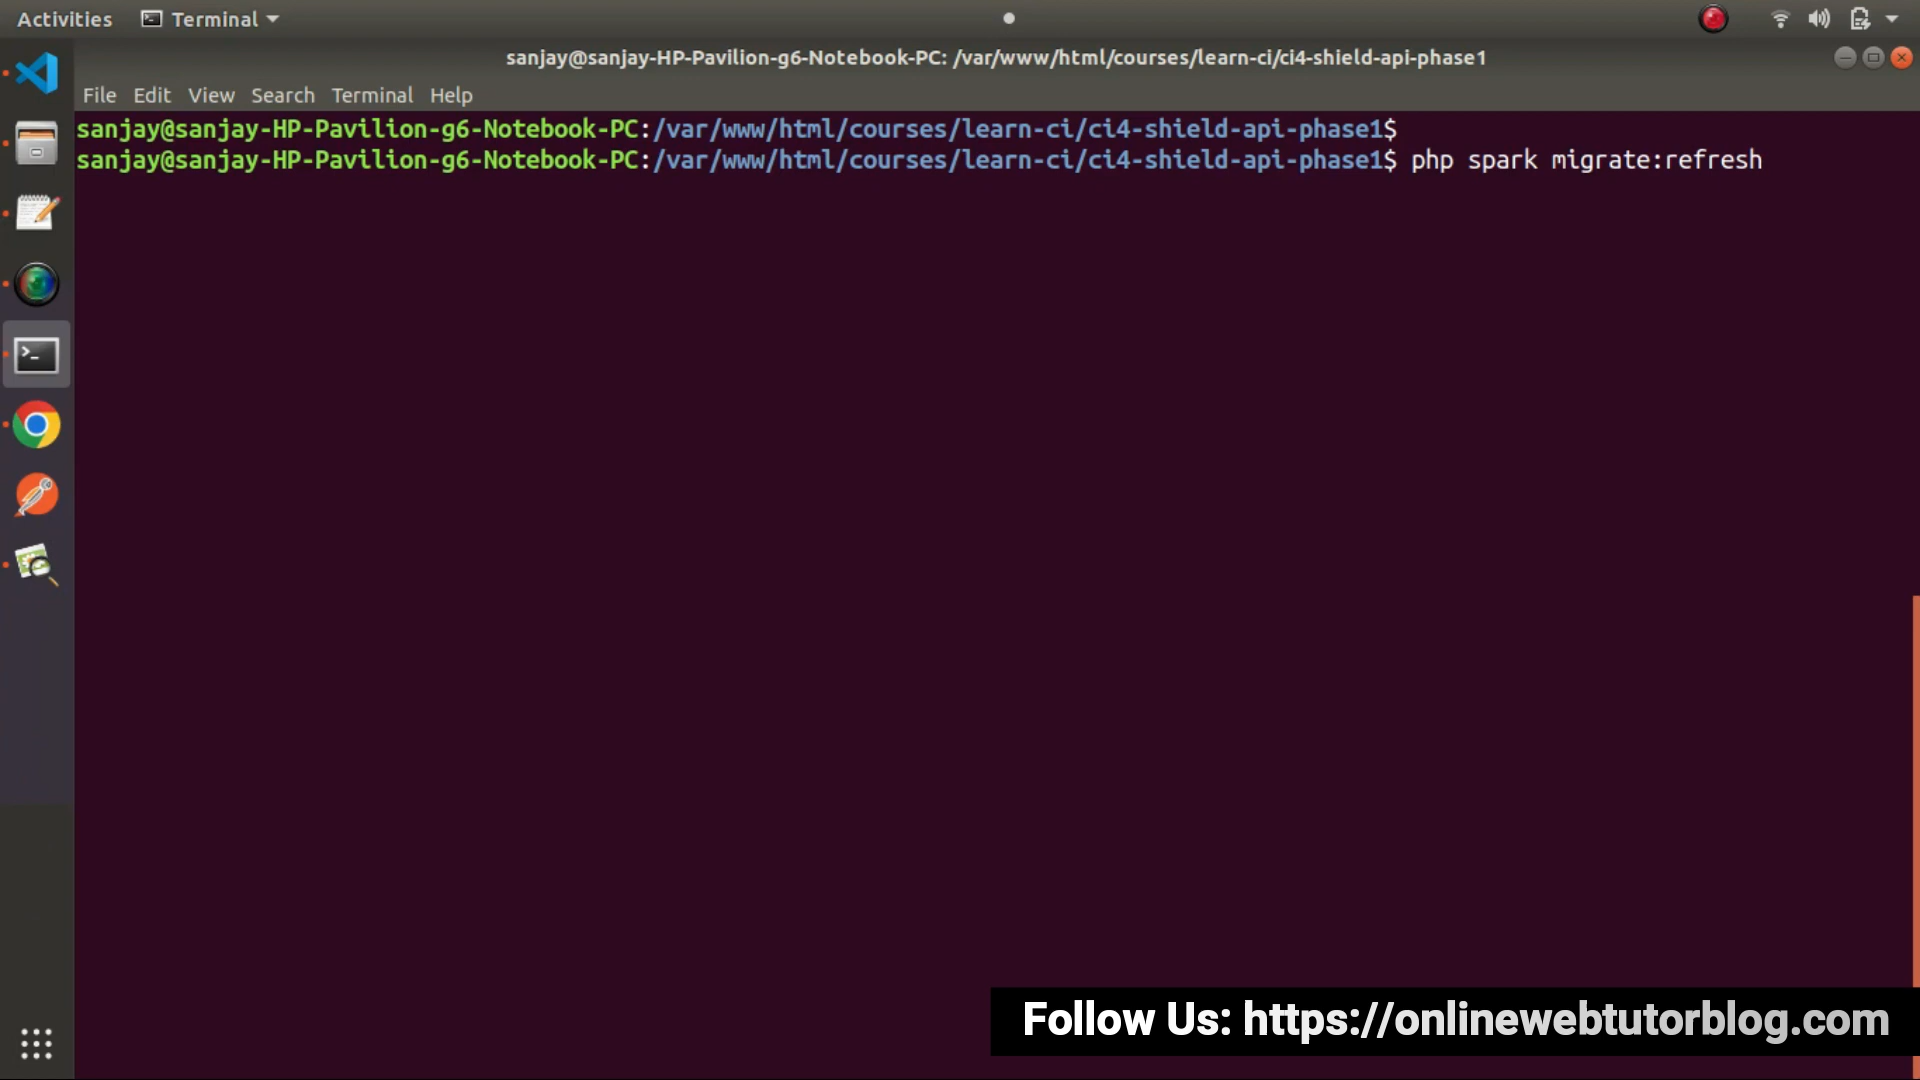 Activities Terminal
sanjay@sanjay-HP-Pavilion-g6-Notebook-PC: /var/www/html/courses/learn-ci/ci4-shield-api-phase1
File Edit View Search Terminal Help
sanjay@sanjay-HP-Pavilion-g6-Notebook-PC:/var/www/html/courses/learn-ci/ci4-shield-api-phase1$
sanjay@sanjay-HP-Pavilion-g6-Notebook-PC:/var/www/html/courses/learn-ci/ci4-shield-api-phase1$ php spark migrate:refresh
Follow Us: https://onlinewebtutorblog.com